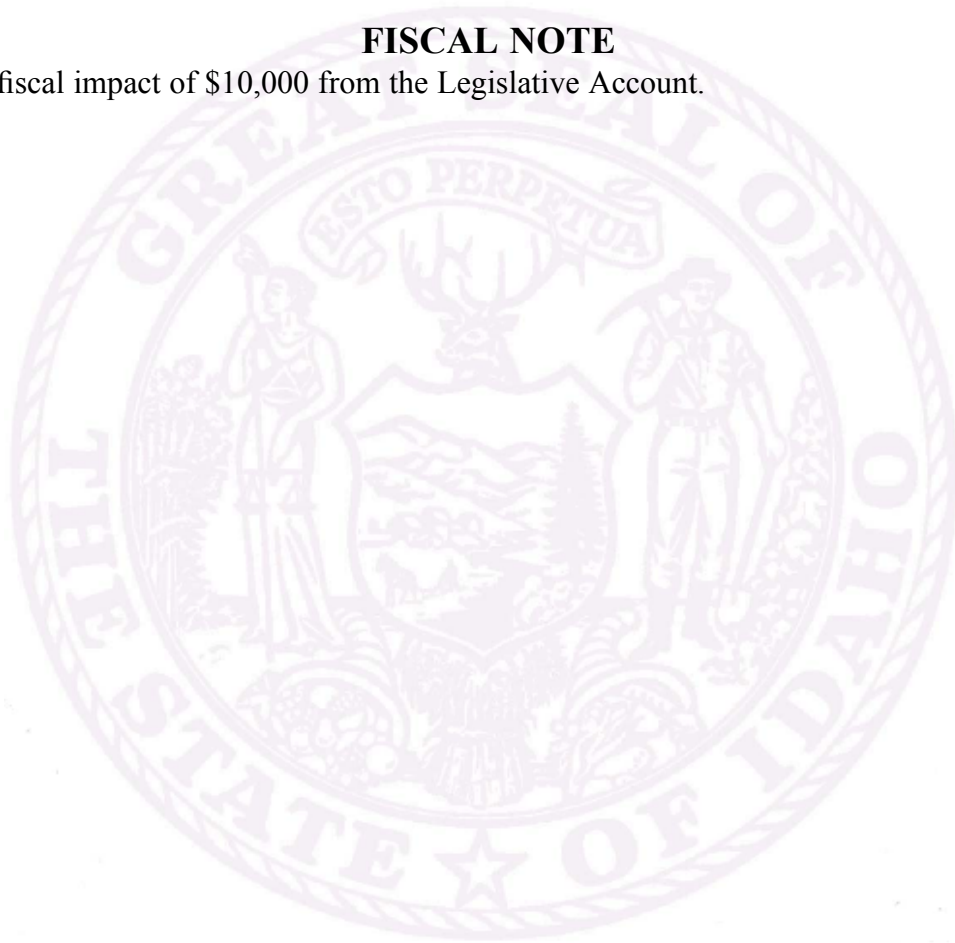 FISCAL NOTE
fiscal impact of $10,000 from the Legislative Account.
GREAT SEAL OF
ESTO PERPETUA
THE STATE OF IDAHO